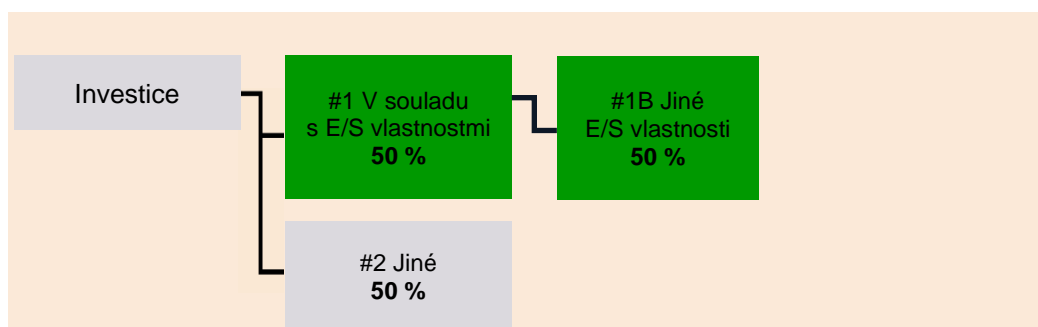 Investice
#1 V souladu
s E/S vlastnostmi
50 %
#1B Jiné
E/S vlastnosti
50 %
#2 Jiné
50 %